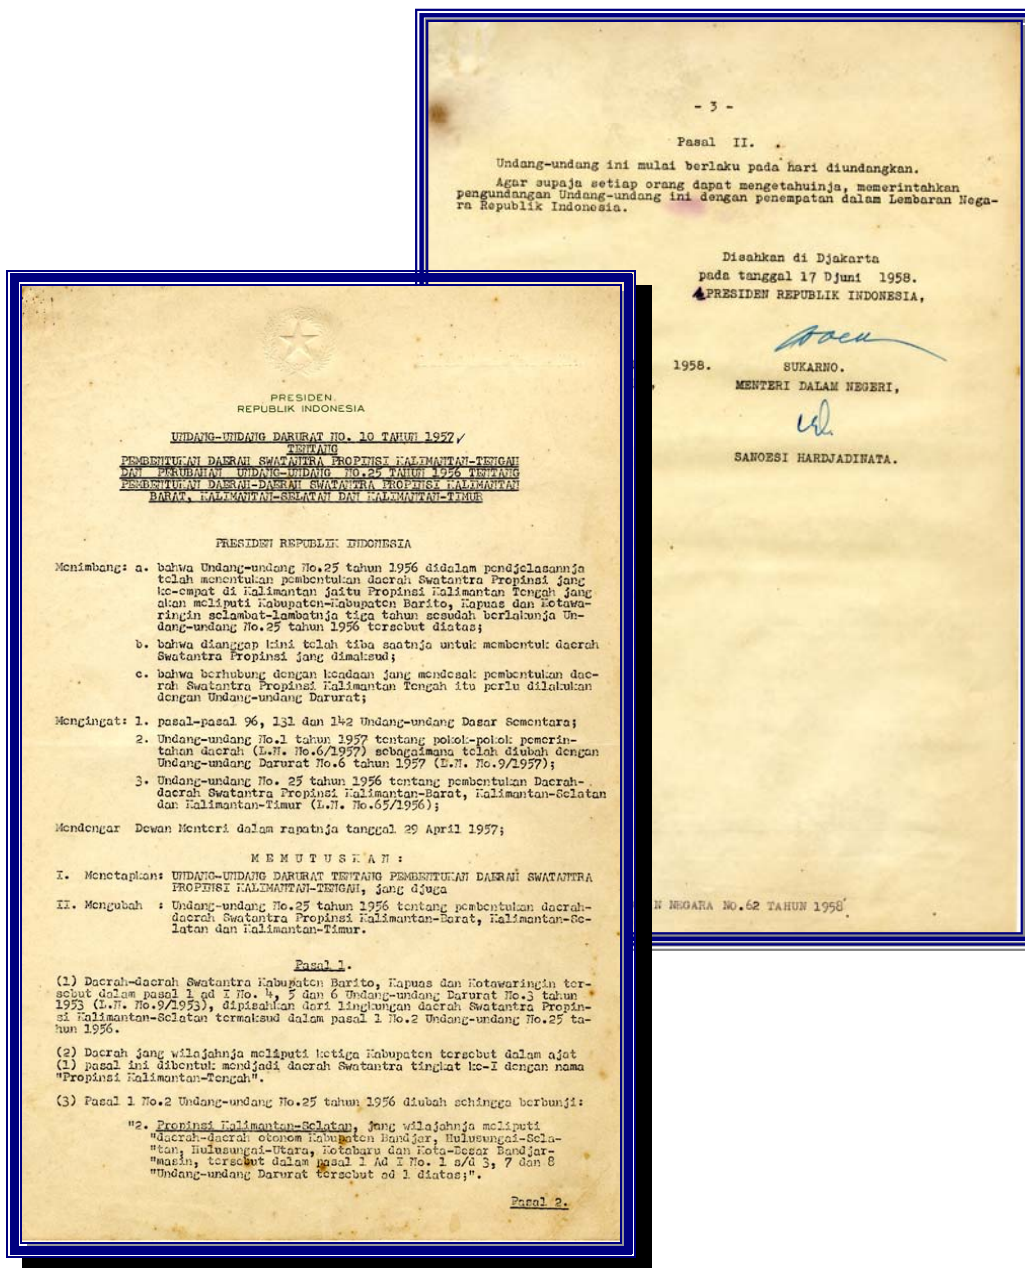 - 3 -
Pasal II.
Undang-undang ini mulai berlaku pada hari diundangkan.
Agar supaja setiap orang dapat mengetahuinja, memerintahkan
pengundangan Undang-undang ini dengan penempatan dalam Lembaran Nega-
ra Republik Indonesia.
Disahkan di Djakarta
pada tanggal 17 Djuni 1958.
PRESIDEN REPUBLIK INDONESIA,
1958.
SUKARNO.
MENTERI DALAM NEGERI,
SANOESI HARDJADINATA.
N NEGARA NO.62 TAHUN 1958
PRESIDEN
REPUBLIK INDONESIA
UNDANG-UNDANG DARURAT NO. 10 TAHUN 1957
TENTANG
PEMBENTUKAN DAERAH SWATANTRA PROPINSI KALIMANTAN-TENGAH
DAN PERUBAHAN UNDANG-UNDANG NO.25 TAHUN 1956 TENTANG
PEMBENTUKAN DAERAH-DAERAH SWATANTRA PROPINSI KALIMANTAN
BARAT, KALIMANTAN-SELATAN DAN KALIMANTAN-TIMUR
PRESIDEN REPUBLIK INDONESIA
Menimbang: a. bahwa Undang-undang No.25 tahun 1956 didalam pendjelasannja
telah menentukan pembentukan daerah Swatantra Propinsi jang
ke-empat di Kalimantan jaitu Propinsi Kalimantan Tengah jang
akan meliputi Kabupaten-Kabupaten Barito, Kapuas dan Kotawa-
ringin selambat-lambatnja tiga tahun sesudah berlakunja Un-
dang-undang No.25 tahun 1956 tersebut diatas;
b. bahwa dianggap kini telah tiba saatnja untuk membentuk daerah
Swatantra Propinsi jang dimaksud;
c. bahwa berhubung dengan keadaan jang mendesak pembentukan dae-
rah Swatantra Propinsi Kalimantan Tengah itu perlu dilakukan
dengan Undang-undang Darurat;
Mengingat: 1. pasal-pasal 96, 131 dan 142 Undang-undang Dasar Sementara;
2. Undang-undang No.1 tahun 1957 tentang pokok-pokok pemerin-
tahan daerah (L.N. No.6/1957) sebagaimana telah diubah dengan
Undang-undang Darurat No.6 tahun 1957 (L.N. No.9/1957);
3. Undang-undang No. 25 tahun 1956 tentang pembentukan Daerah-
daerah Swatantra Propinsi Kalimantan-Barat, Kalimantan-Selatan
dan Kalimantan-Timur (L.N. No.65/1956);
Mendengar Dewan Menteri dalam rapatnja tanggal 29 April 1957;
M E M U T U S K A N :
I. Menetapkan: UNDANG-UNDANG DARURAT TENTANG PEMBENTUKAN DAERAH SWATANTRA
PROPINSI KALIMANTAN-TENGAH, jang djuga
II. Mengubah : Undang-undang No.25 tahun 1956 tentang pembentukan daerah-
daerah Swatantra Propinsi Kalimantan-Barat, Kalimantan-Se-
latan dan Kalimantan-Timur.
Pasal 1.
(1) Daerah-daerah Swatantra Kabupaten Barito, Kapuas dan Kotawaringin ter-
sebut dalam pasal 1 ad I No. 4, 5 dan 6 Undang-undang Darurat No.3 tahun
1953 (L.N. No.9/1953), dipisahkan dari lingkungan daerah Swatantra Propin-
si Kalimantan-Selatan termaksud dalam pasal 1 No.2 Undang-undang No.25 ta-
hun 1956.
(2) Daerah jang wilajahnja meliputi ketiga Kabupaten tersebut dalam ajat
(1) pasal ini dibentuk mendjadi daerah Swatantra tingkat ke-I dengan nama
"Propinsi Kalimantan-Tengah".
(3) Pasal 1 No.2 Undang-undang No.25 tahun 1956 diubah sehingga berbunji:
"2. Propinsi Kalimantan-Selatan, jang wilajahnja meliputi
"daerah-daerah otonom Kabupaten Bandjar, Hulusungai-Sela-
"tan, Hulusungai-Utara, Kotabaru dan Kota-Besar Bandjar-
"masin, tersebut dalam pasal 1 Ad I No. 1 s/d 3, 7 dan 8
"Undang-undang Darurat tersebut ad 1 diatas;".
Pasal 2.